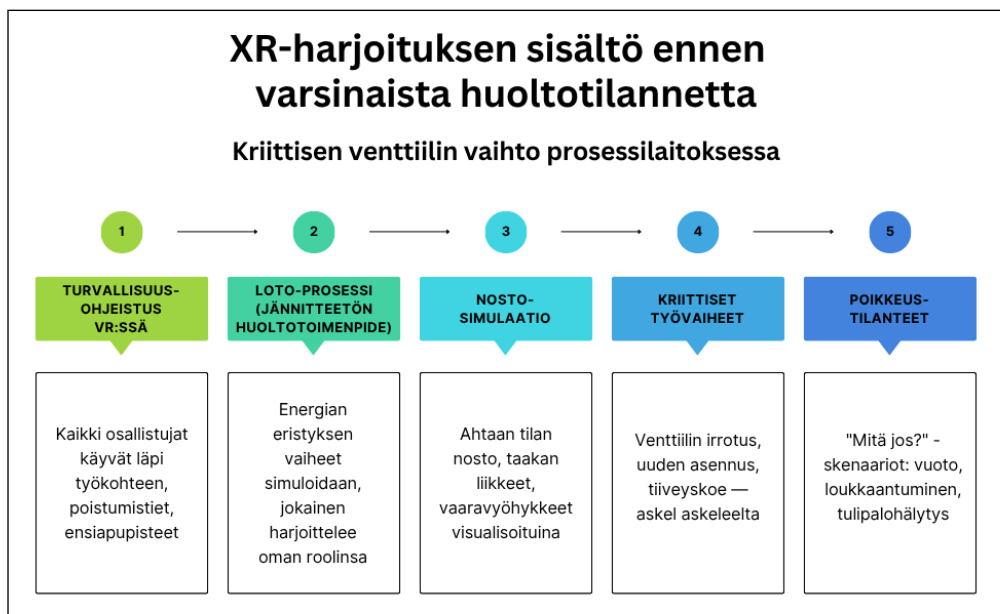 XR-harjoituksen sisältö ennen
varsinaista huoltotilannetta
Kriittisen venttiilin vaihto prosessilaitoksessa
1
2
3
4
5
TURVALLISUUS-
OHJEISTUS
VR:SSÄ
LOTO-PROSESSI
(JÄNNITTEETÖN
HUOLTOTOIMENPIDE)
NOSTO-
SIMULAATIO
KRIITTISET
TYÖVAIHEET
POIKKEUS-
TILANTEET
Kaikki osallistujat
käyvät läpi
työkohteen,
poistumistiet,
ensiapupisteet
Energian
eristyksen
vaiheet
simuloidaan,
jokainen
harjoittelee
oman roolinsa
Ahtaan tilan
nosto, taakan
liikkeet,
vaaravyöhykkeet
visualisoituina
Venttiilin irrotus,
uuden asennus,
tiiveyskoe —
askel askeleelta
"Mitä jos?" -
skenaariot: vuoto,
loukkaantuminen,
tulipalohälytys